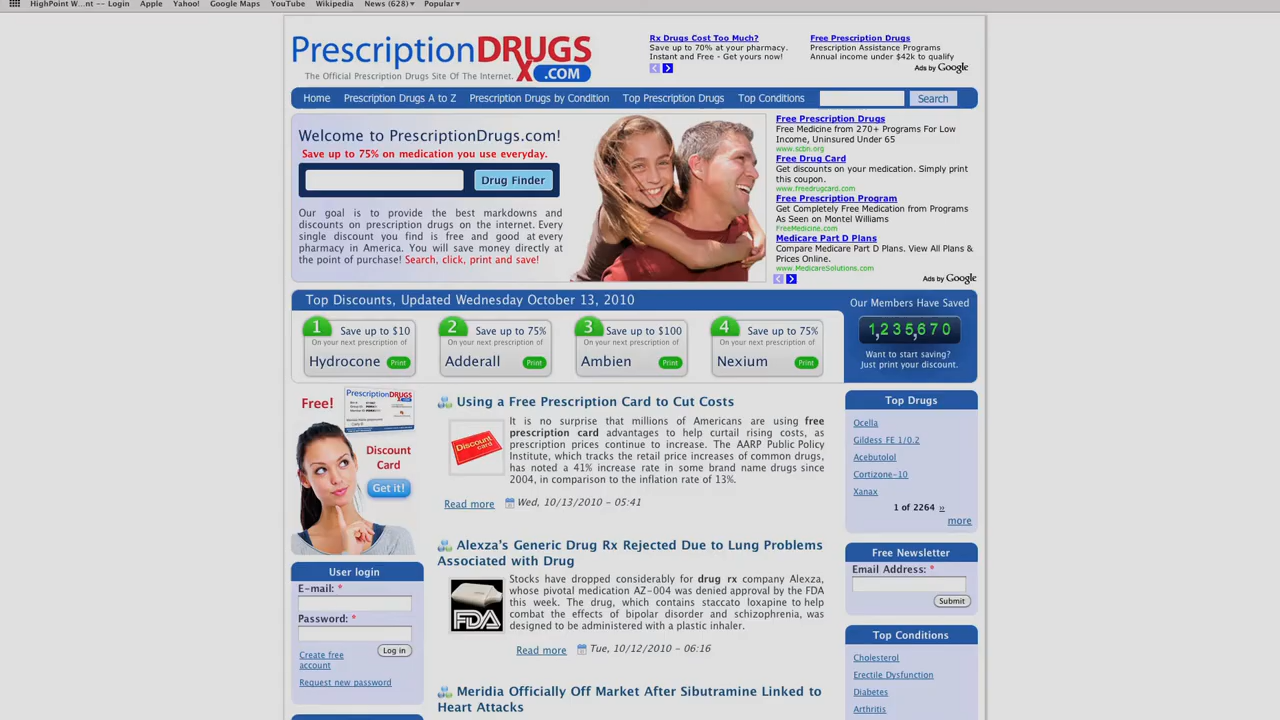 HighPoint W...nt -- Login Apple Yahoo! Google Maps YouTube Wikipedia News (628) Popular
PrescriptionDRUGS
Rx .COM
The Official Prescription Drugs Site Of The Internet.
Rx Drugs Cost Too Much?
Save up to 70% at your pharmacy.
Instant and Free - Get yours now!
Free Prescription Drugs
Prescription Assistance Programs
Annual income under $42k to qualify
Ads by Google
Home Prescription Drugs A to Z Prescription Drugs by Condition Top Prescription Drugs Top Conditions Search
Welcome to PrescriptionDrugs.com!
Save up to 75% on medication you use everyday.
Drug Finder
Our goal is to provide the best markdowns and
discounts on prescription drugs on the internet. Every
single discount you find is free and good at every
pharmacy in America. You will save money directly at
the point of purchase! Search, click, print and save!
Free Prescription Drugs
Free Medicine from 270+ Programs For Low
Income, Uninsured Under 65
www.scbn.org
Free Drug Card
Get discounts on your medication. Simply print
this coupon.
www.freedrugcard.com
Free Prescription Program
Get Completely Free Medication from Programs
As Seen on Montel Williams
FreeMedicine.com
Medicare Part D Plans
Compare Medicare Part D Plans. View All Plans &
Prices Online.
www.MedicareSolutions.com
Ads by Google
Top Discounts, Updated Wednesday October 13, 2010
1 Save up to $10
On your next prescription of
Hydrocone Print
2 Save up to 75%
On your next prescription of
Adderall Print
3 Save up to $100
On your next prescription of
Ambien Print
4 Save up to 75%
On your next prescription of
Nexium Print
Our Members Have Saved
1,235,670
Want to start saving?
Just print your discount.
Free!
PrescriptionDRUGS
Discount
Card
Get it!
User login
E-mail: *
Password: *
Log in
Create free
account
Request new password
Using a Free Prescription Card to Cut Costs
Discount
card
It is no surprise that millions of Americans are using free
prescription card advantages to help curtail rising costs, as
prescription prices continue to increase. The AARP Public Policy
Institute, which tracks the retail price increases of common drugs,
has noted a 41% increase rate in some brand name drugs since
2004, in comparison to the inflation rate of 13%.
Read more Wed, 10/13/2010 - 05:41
Alexza's Generic Drug Rx Rejected Due to Lung Problems
Associated with Drug
FDA
Stocks have dropped considerably for drug rx company Alexza,
whose pivotal medication AZ-004 was denied approval by the FDA
this week. The drug, which contains staccato loxapine to help
combat the effects of bipolar disorder and schizophrenia, was
designed to be administered with a plastic inhaler.
Read more Tue, 10/12/2010 - 06:16
Meridia Officially Off Market After Sibutramine Linked to
Heart Attacks
Top Drugs
Ocella
Gildess FE 1/0.2
Acebutolol
Cortizone-10
Xanax
1 of 2264 ››
more
Free Newsletter
Email Address: *
Submit
Top Conditions
Cholesterol
Erectile Dysfunction
Diabetes
Arthritis